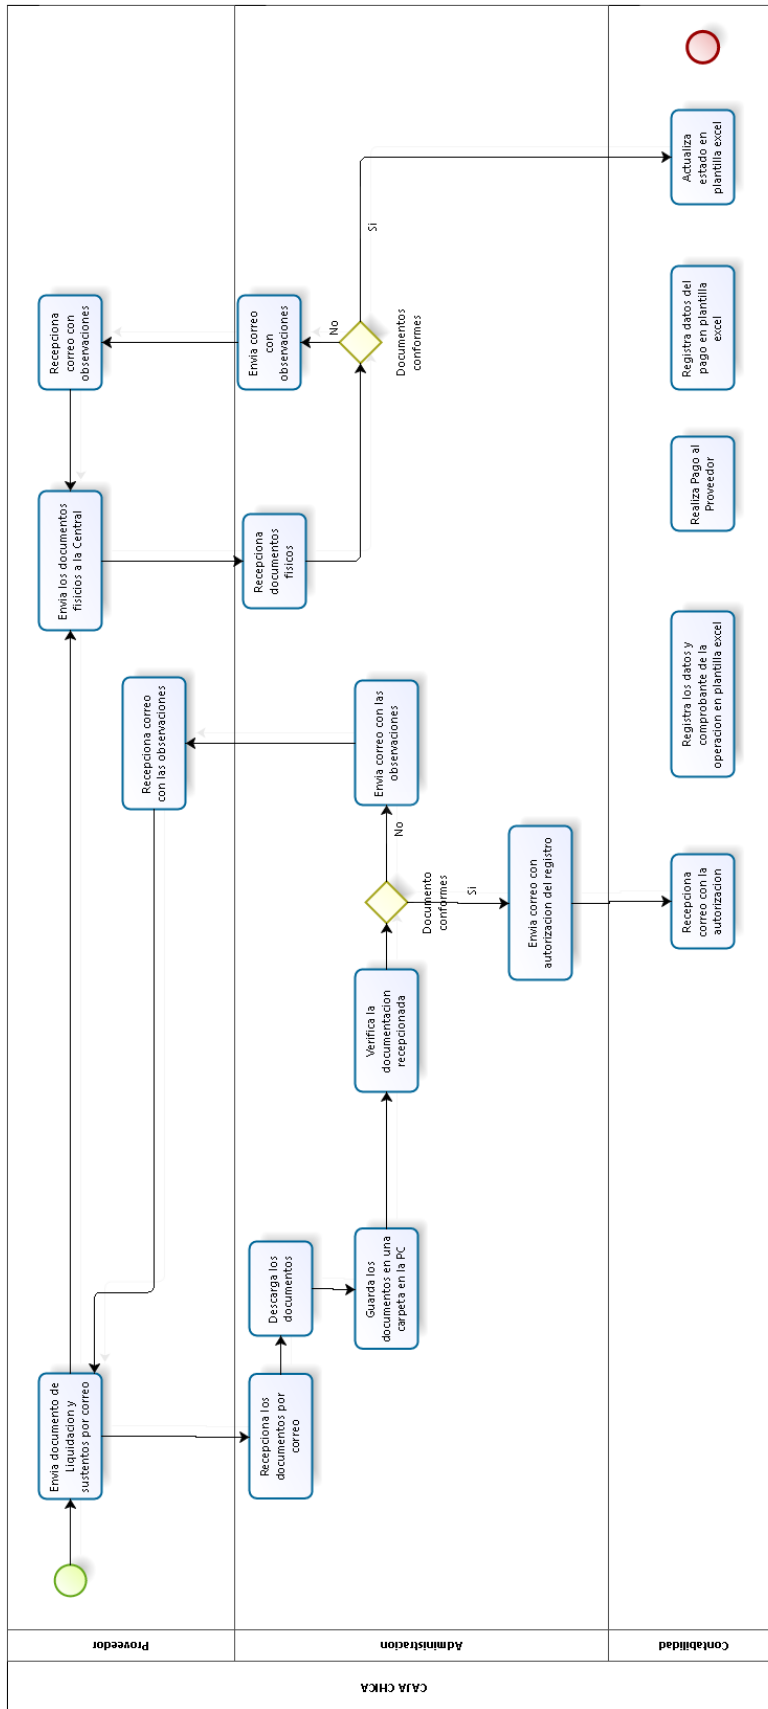 CAJA CHICA
Proveedor
Administracion
Contabilidad
Envia documento de
Liquidacion y
sustentos por correo
Recepciona correo
con las observaciones
Envia los documentos
fisicios a la Central
Recepciona
correo con
observaciones
Recepciona los
documentos por
correo
Descarga los
documentos
Guarda los
documentos en una
carpeta en la PC
Verifica la
documentacion
recepcionada
Documento
conformes
No
Si
Envia correo con las
observaciones
Envia correo con
autorizacion del registro
Recepciona
documentos
fisicos
Documentos
conformes
No
Si
Envia correo
con
observaciones
Recepciona
correo con la
autorizacion
Registra los datos y
comprobante de la
operacion en plantilla excel
Realiza Pago al
Proveedor
Registra datos del
pago en plantilla
excel
Actualiza
estado en
plantilla excel